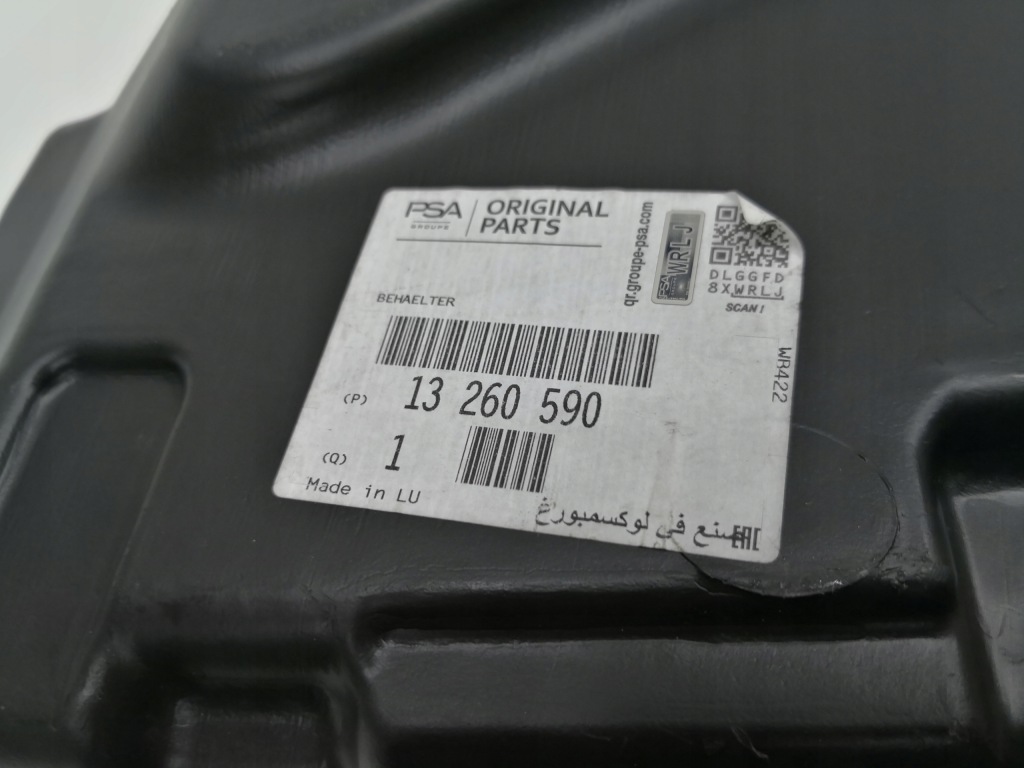 PSA
GROUPE
ORIGINAL
PARTS
qr.groupe-psa.com
PSA
WRLJ
DLGGFD
8XWRLJ
SCAN!
BEHAELTER
WR422
(P) 13 260 590
(Q) 1
Made in LU
صنع في لوكسمبورغ
EAC